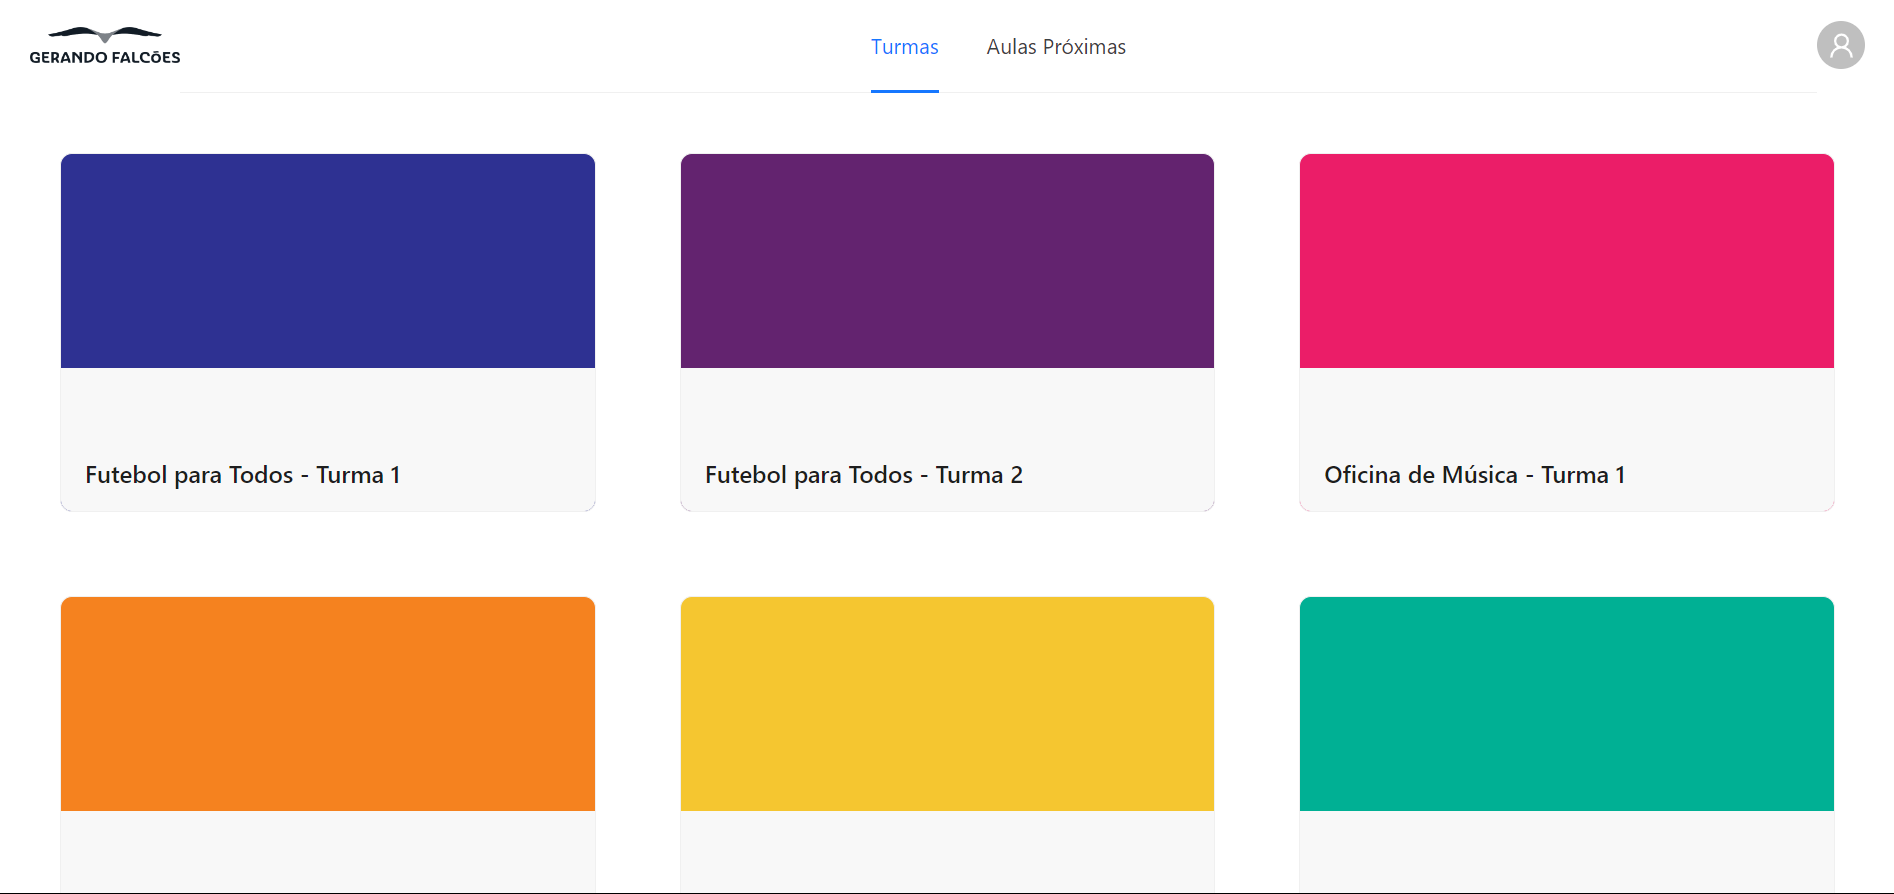 GERANDO FALCÕES
Turmas
Aulas Próximas
Futebol para Todos - Turma 1
Futebol para Todos - Turma 2
Oficina de Música - Turma 1